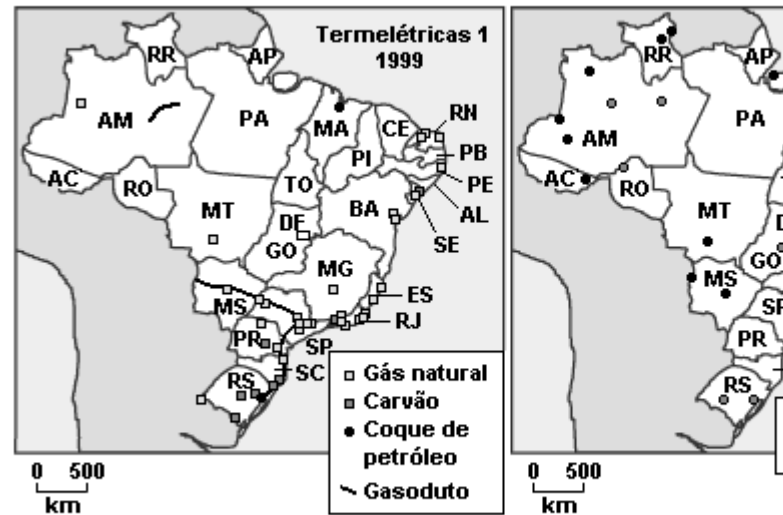 Termelétricas 1
1999
RR
AP
AM
PA
MA
CE
RN
PB
PE
AL
SE
PI
TO
AC
RO
BA
MT
DF
GO
MG
ES
MS
RJ
SP
PR
SC
RS
Gás natural
Carvão
Coque de
petróleo
Gasoduto
0 500
km
RR
AP
AM
PA
AC
RO
MT
GO
MS
PR
RS
0 500
km